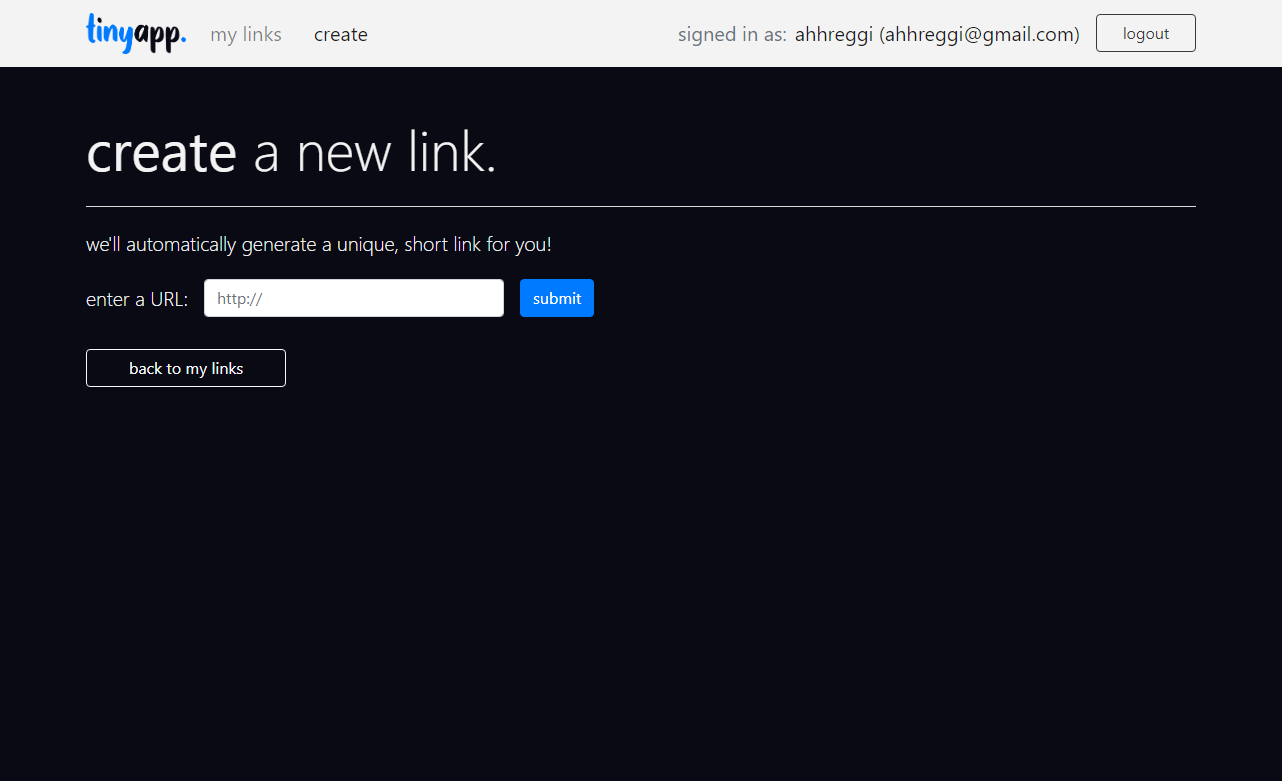 tinyapp. my links create signed in as: ahhreggi (ahhreggi@gmail.com) logout
create a new link.
we'll automatically generate a unique, short link for you!
enter a URL: http:// submit
back to my links